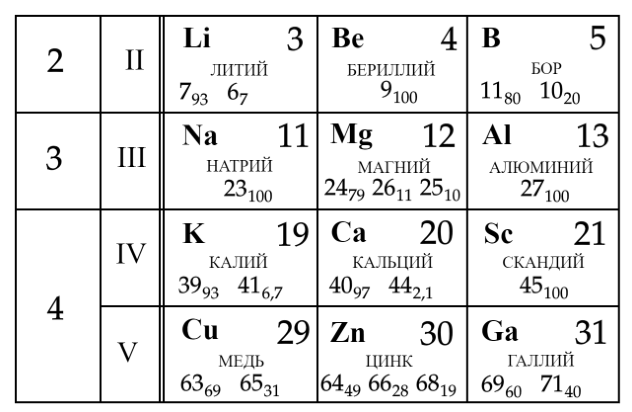 2 II Li 3 Be 4 B 5
ЛИТИЙ БЕРИЛЛИЙ БОР
7₉₃ 6₇ 9₁₀₀ 11₈₀ 10₂₀
3 III Na 11 Mg 12 Al 13
НАТРИЙ МАГНИЙ АЛЮМИНИЙ
23₁₀₀ 24₇₉ 26₁₁ 25₁₀ 27₁₀₀
4 IV K 19 Ca 20 Sc 21
КАЛИЙ КАЛЬЦИЙ СКАНДИЙ
39₉₃ 41₆,₇ 40₉₇ 44₂,₁ 45₁₀₀
V Cu 29 Zn 30 Ga 31
МЕДЬ ЦИНК ГАЛЛИЙ
63₆₉ 65₃₁ 64₄₉ 66₂₈ 68₁₉ 69₆₀ 71₄₀